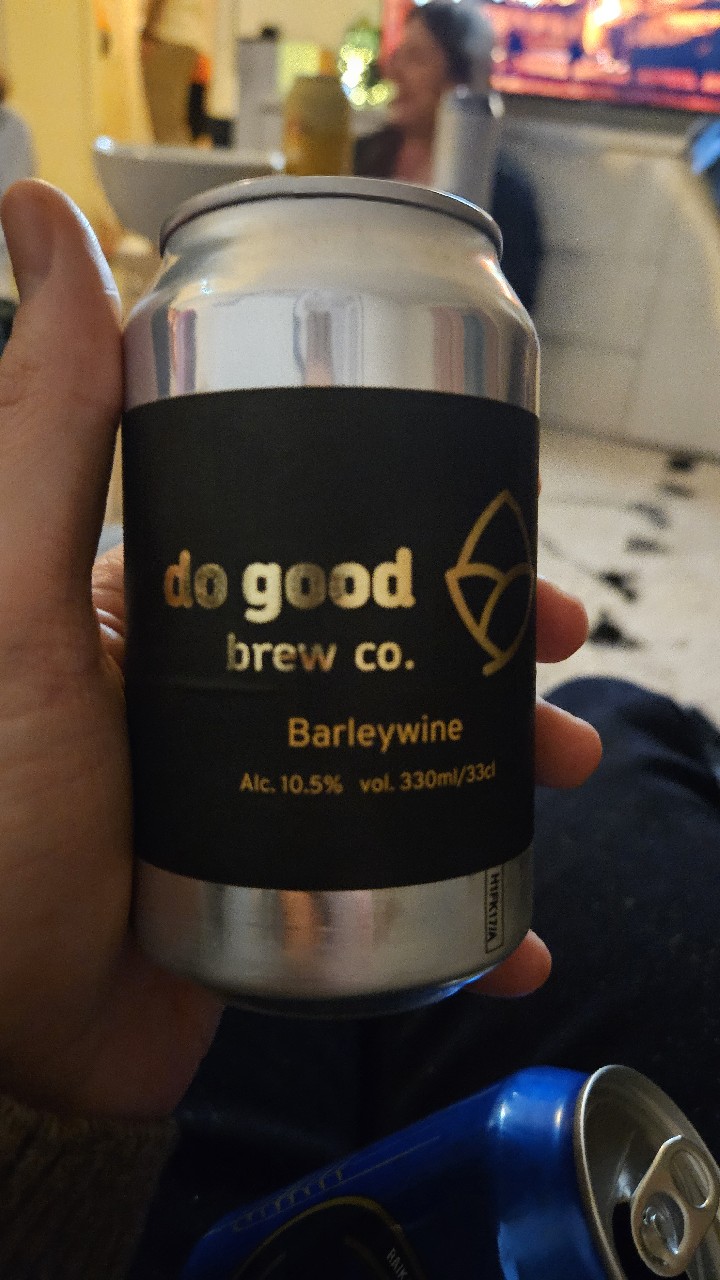 do good
brew co.
Barleywine
Alc. 10.5% vol. 330ml/33cl